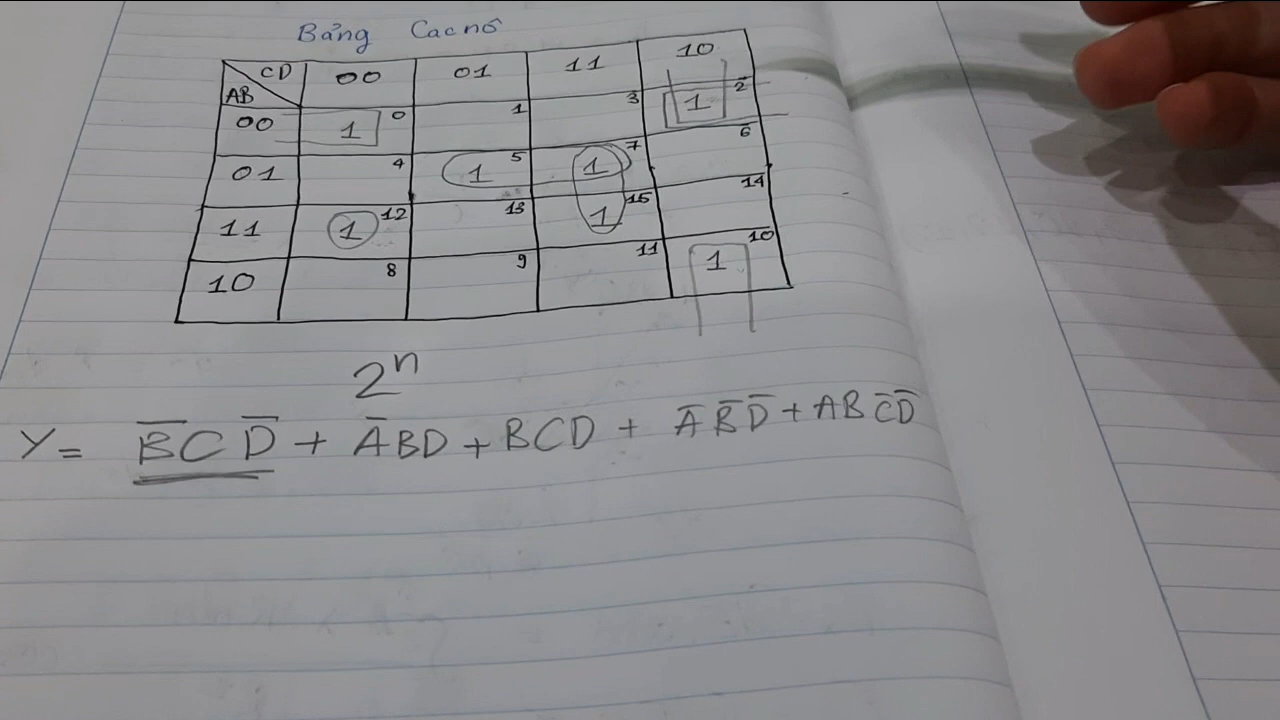 Bảng Cacnô
CD 00 01 11 10
AB
00 1 0 1 3 1 2
01 4 1 5 1 7 6
11 1 12 13 1 15 14
10 8 9 11 1 10
2ⁿ
Y = B̅CD̅ + A̅BD + BCD + A̅B̅D̅ + ABC̅D̅